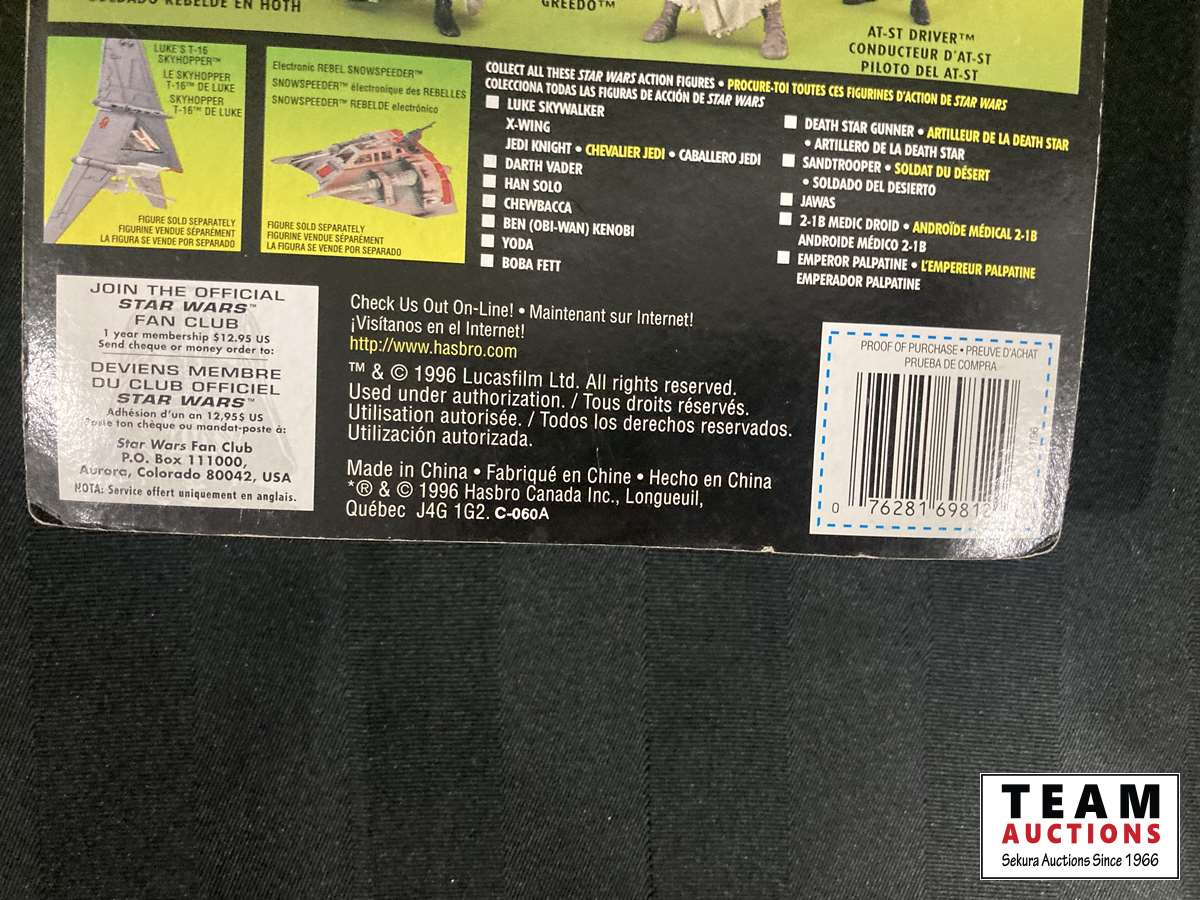 SOLDADO REBELDE EN HOTH
GREEDO™
AT-ST DRIVER™
CONDUCTEUR D'AT-ST
PILOTO DEL AT-ST
LUKE'S T-16
SKYHOPPER™
LE SKYHOPPER
T-16™ DE LUKE
SKYHOPPER
T-16™ DE LUKE
FIGURE SOLD SEPARATELY
FIGURINE VENDUE SÉPARÉMENT
LA FIGURA SE VENDE POR SEPARADO
Electronic REBEL SNOWSPEEDER™
SNOWSPEEDER™ électronique des REBELLES
SNOWSPEEDER™ REBELDE electrónico
FIGURE SOLD SEPARATELY
FIGURINE VENDUE SÉPARÉMENT
LA FIGURA SE VENDE POR SEPARADO
COLLECT ALL THESE STAR WARS ACTION FIGURES • PROCURE-TOI TOUTES CES FIGURINES D'ACTION DE STAR WARS
COLECCIONA TODAS LAS FIGURAS DE ACCIÓN DE STAR WARS
LUKE SKYWALKER
X-WING
JEDI KNIGHT • CHEVALIER JEDI • CABALLERO JEDI
DARTH VADER
HAN SOLO
CHEWBACCA
BEN (OBI-WAN) KENOBI
YODA
BOBA FETT
DEATH STAR GUNNER • ARTILLEUR DE LA DEATH STAR
• ARTILLERO DE LA DEATH STAR
SANDTROOPER • SOLDAT DU DÉSERT
• SOLDADO DEL DESIERTO
JAWAS
2-1B MEDIC DROID • ANDROÏDE MÉDICAL 2-1B
ANDROIDE MÉDICO 2-1B
EMPEROR PALPATINE • L'EMPEREUR PALPATINE
EMPERADOR PALPATINE
JOIN THE OFFICIAL
STAR WARS™
FAN CLUB
1 year membership $12.95 US
Send cheque or money order to:
DEVIENS MEMBRE
DU CLUB OFFICIEL
STAR WARS™
Adhésion d'un an 12,95$ US
Poste ton chèque ou mandat-poste à:
Star Wars Fan Club
P.O. Box 111000,
Aurora, Colorado 80042, USA
NOTA: Service offert uniquement en anglais.
Check Us Out On-Line! • Maintenant sur Internet!
¡Visítanos en el Internet!
http://www.hasbro.com
™ & © 1996 Lucasfilm Ltd. All rights reserved.
Used under authorization. / Tous droits réservés.
Utilisation autorisée. / Todos los derechos reservados.
Utilización autorizada.
Made in China • Fabriqué en Chine • Hecho en China
*® & © 1996 Hasbro Canada Inc., Longueuil,
Québec J4G 1G2. C-060A
PROOF OF PURCHASE • PREUVE D'ACHAT
PRUEBA DE COMPRA
0 76281 69812
TEAM
AUCTIONS
Sekura Auctions Since 1966